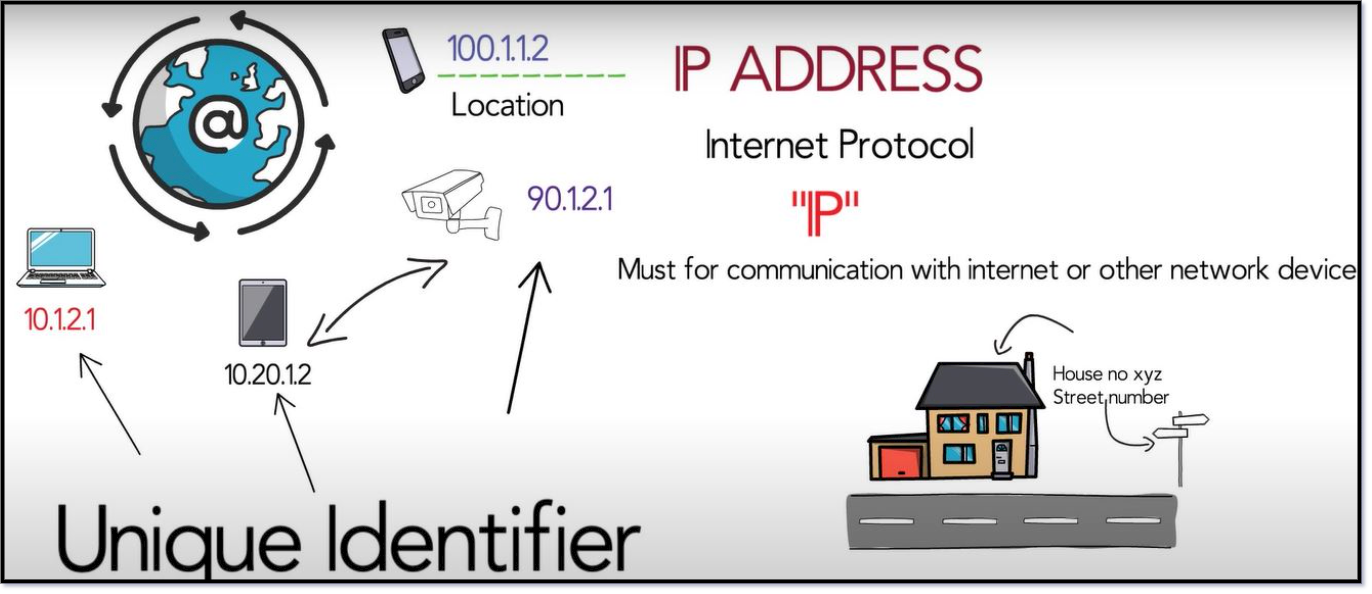 @
100.1.1.2
Location
IP ADDRESS
Internet Protocol
"IP"
90.1.2.1
Must for communication with internet or other network device
10.1.2.1
10.20.1.2
House no xyz
Street number
Unique Identifier